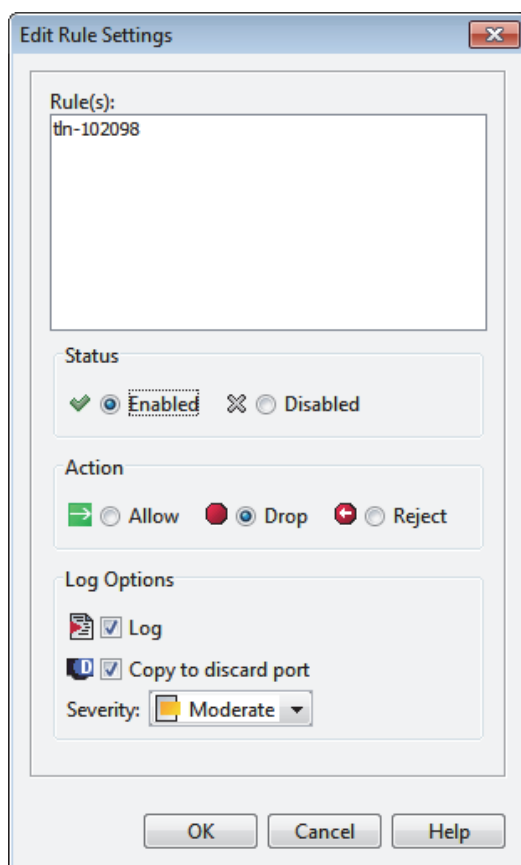 Edit Rule Settings
Rule(s):
tln-102098
Status
Enabled Disabled
Action
Allow Drop Reject
Log Options
Log
D Copy to discard port
Severity: Moderate
OK Cancel Help